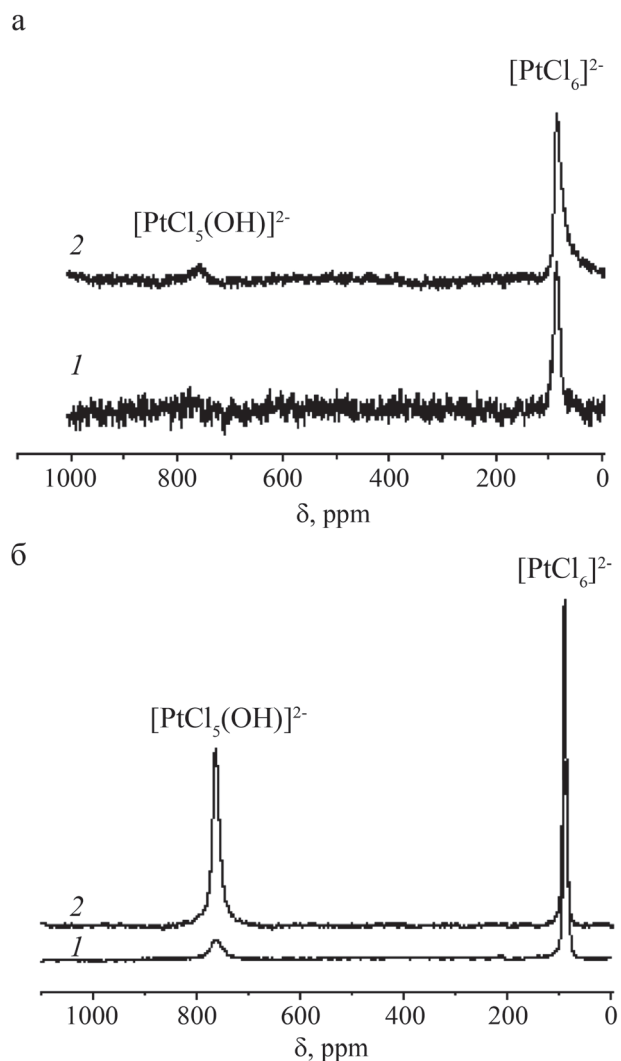 а
[PtCl₆]²⁻
[PtCl₅(OH)]²⁻
2
1
1000 800 600 400 200 0
δ, ppm
б
[PtCl₆]²⁻
[PtCl₅(OH)]²⁻
2
1
1000 800 600 400 200 0
δ, ppm